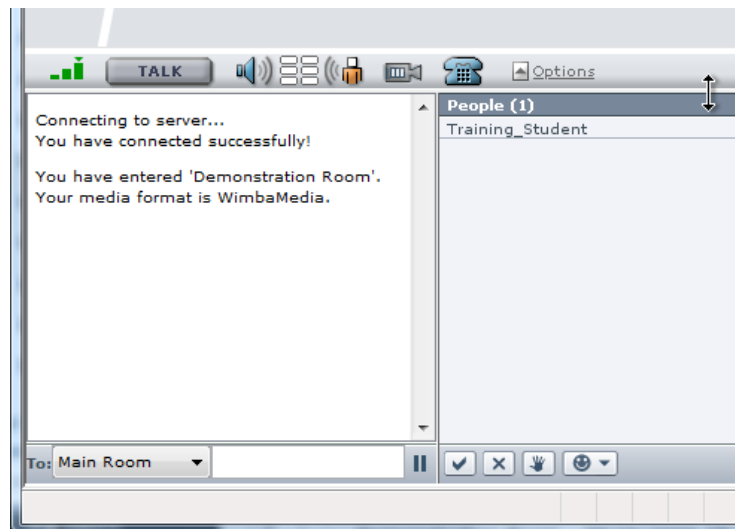 TALK
Options
Connecting to server...
You have connected successfully!
You have entered 'Demonstration Room'.
Your media format is WimbaMedia.
People (1)
Training_Student
To: Main Room